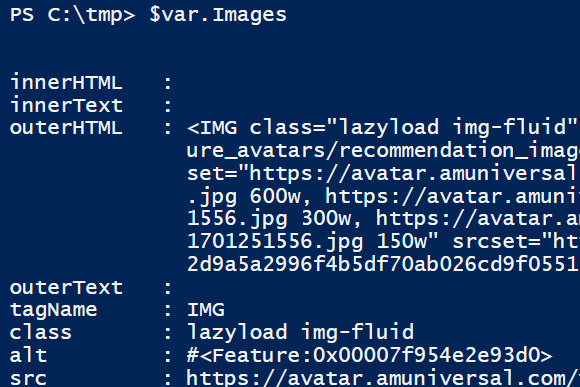 PS C:\tmp> $var.Images
innerHTML :
innerText :
outerHTML : <IMG class="lazyload img-fluid"
ure_avatars/recommendation_imag
set="https://avatar.amuniversal
.jpg 600w, https://avatar.amuni
1556.jpg 300w, https://avatar.a
1701251556.jpg 150w" srcset="ht
2d9a5a2996f4b5df70ab026cd9f0551
outerText :
tagName : IMG
class : lazyload img-fluid
alt : #<Feature:0x00007f954e2e93d0>
src : https://avatar.amuniversal.com/